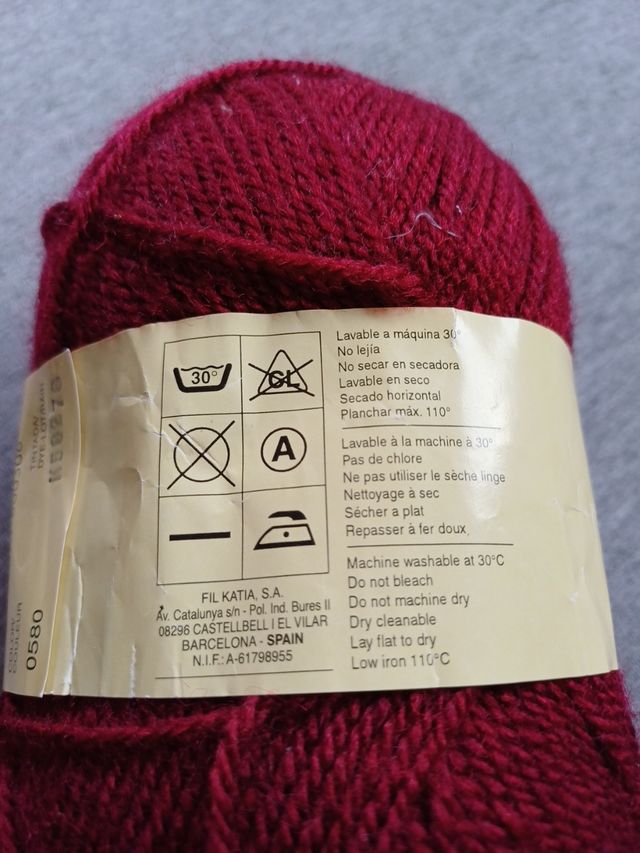 30°
CL
A
Lavable a máquina 30°
No lejía
No secar en secadora
Lavable en seco
Secado horizontal
Planchar máx. 110°
Lavable à la machine à 30°
Pas de chlore
Ne pas utiliser le sèche linge
Nettoyage à sec
Sécher a plat
Repasser à fer doux
Machine washable at 30°C
Do not bleach
Do not machine dry
Dry cleanable
Lay flat to dry
Low iron 110°C
FIL KATIA, S.A.
Av. Catalunya s/n - Pol. Ind. Bures II
08296 CASTELLBELL I EL VILAR
BARCELONA - SPAIN
N.I.F.: A-61798955
COULEUR
0580